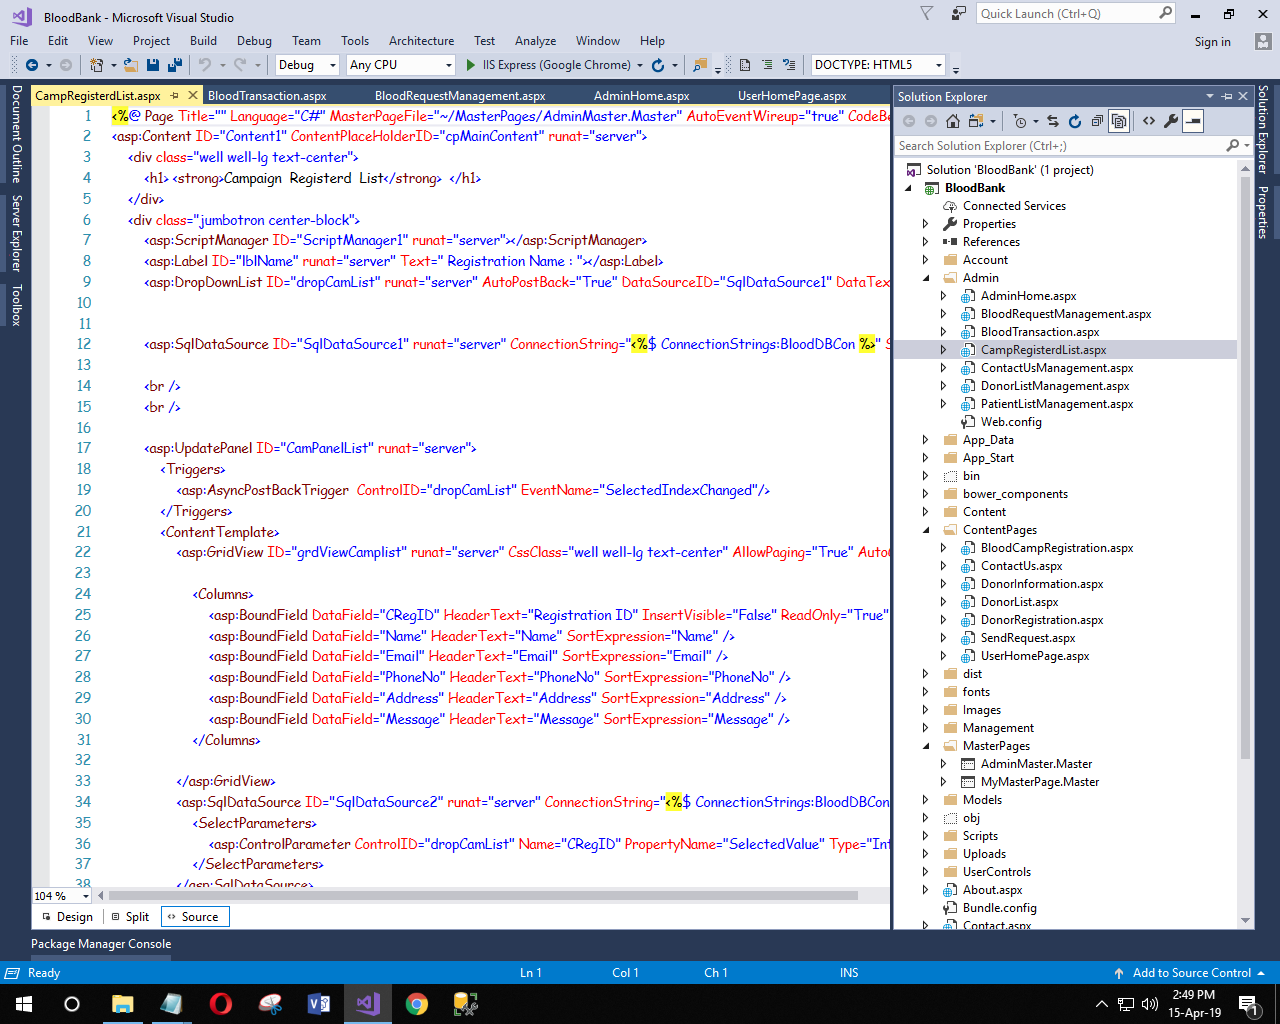 BloodBank - Microsoft Visual Studio
Quick Launch (Ctrl+Q)
File Edit View Project Build Debug Team Tools Architecture Test Analyze Window Help
Sign in
Debug Any CPU IIS Express (Google Chrome) DOCTYPE: HTML5
Document Outline
Server Explorer
Toolbox
CampRegisterdList.aspx BloodTransaction.aspx BloodRequestManagement.aspx AdminHome.aspx UserHomePage.aspx
1 <%@ Page Title="" Language="C#" MasterPageFile="~/MasterPages/AdminMaster.Master" AutoEventWireup="true" CodeBe
2 <asp:Content ID="Content1" ContentPlaceHolderID="cpMainContent" runat="server">
3 <div class="well well-lg text-center">
4 <h1> <strong>Campaign Registerd List</strong> </h1>
5 </div>
6 <div class="jumbotron center-block">
7 <asp:ScriptManager ID="ScriptManager1" runat="server"></asp:ScriptManager>
8 <asp:Label ID="lblName" runat="server" Text=" Registration Name : "></asp:Label>
9 <asp:DropDownList ID="dropCamList" runat="server" AutoPostBack="True" DataSourceID="SqlDataSource1" DataTex
10
11
12 <asp:SqlDataSource ID="SqlDataSource1" runat="server" ConnectionString="<%$ ConnectionStrings:BloodDBCon %>" S
13
14 <br />
15 <br />
16
17 <asp:UpdatePanel ID="CamPanelList" runat="server">
18 <Triggers>
19 <asp:AsyncPostBackTrigger ControlID="dropCamList" EventName="SelectedIndexChanged"/>
20 </Triggers>
21 <ContentTemplate>
22 <asp:GridView ID="grdViewCamplist" runat="server" CssClass="well well-lg text-center" AllowPaging="True" Auto
23
24 <Columns>
25 <asp:BoundField DataField="CRegID" HeaderText="Registration ID" InsertVisible="False" ReadOnly="True"
26 <asp:BoundField DataField="Name" HeaderText="Name" SortExpression="Name" />
27 <asp:BoundField DataField="Email" HeaderText="Email" SortExpression="Email" />
28 <asp:BoundField DataField="PhoneNo" HeaderText="PhoneNo" SortExpression="PhoneNo" />
29 <asp:BoundField DataField="Address" HeaderText="Address" SortExpression="Address" />
30 <asp:BoundField DataField="Message" HeaderText="Message" SortExpression="Message" />
31 </Columns>
32
33 </asp:GridView>
34 <asp:SqlDataSource ID="SqlDataSource2" runat="server" ConnectionString="<%$ ConnectionStrings:BloodDBCon
35 <SelectParameters>
36 <asp:ControlParameter ControlID="dropCamList" Name="CRegID" PropertyName="SelectedValue" Type="Int
37 </SelectParameters>
38 </asp:SqlDataSource>
104 %
Design Split Source
Solution Explorer
Search Solution Explorer (Ctrl+;)
Solution 'BloodBank' (1 project)
BloodBank
Connected Services
Properties
References
Account
Admin
AdminHome.aspx
BloodRequestManagement.aspx
BloodTransaction.aspx
CampRegisterdList.aspx
ContactUsManagement.aspx
DonorListManagement.aspx
PatientListManagement.aspx
Web.config
App_Data
App_Start
bin
bower_components
Content
ContentPages
BloodCampRegistration.aspx
ContactUs.aspx
DonorInformation.aspx
DonorList.aspx
DonorRegistration.aspx
SendRequest.aspx
UserHomePage.aspx
dist
fonts
Images
Management
MasterPages
AdminMaster.Master
MyMasterPage.Master
Models
obj
Scripts
Uploads
UserControls
About.aspx
Bundle.config
Contact.aspx
Solution Explorer
Properties
Package Manager Console
Ready Ln 1 Col 1 Ch 1 INS Add to Source Control
2:49 PM
15-Apr-19
1